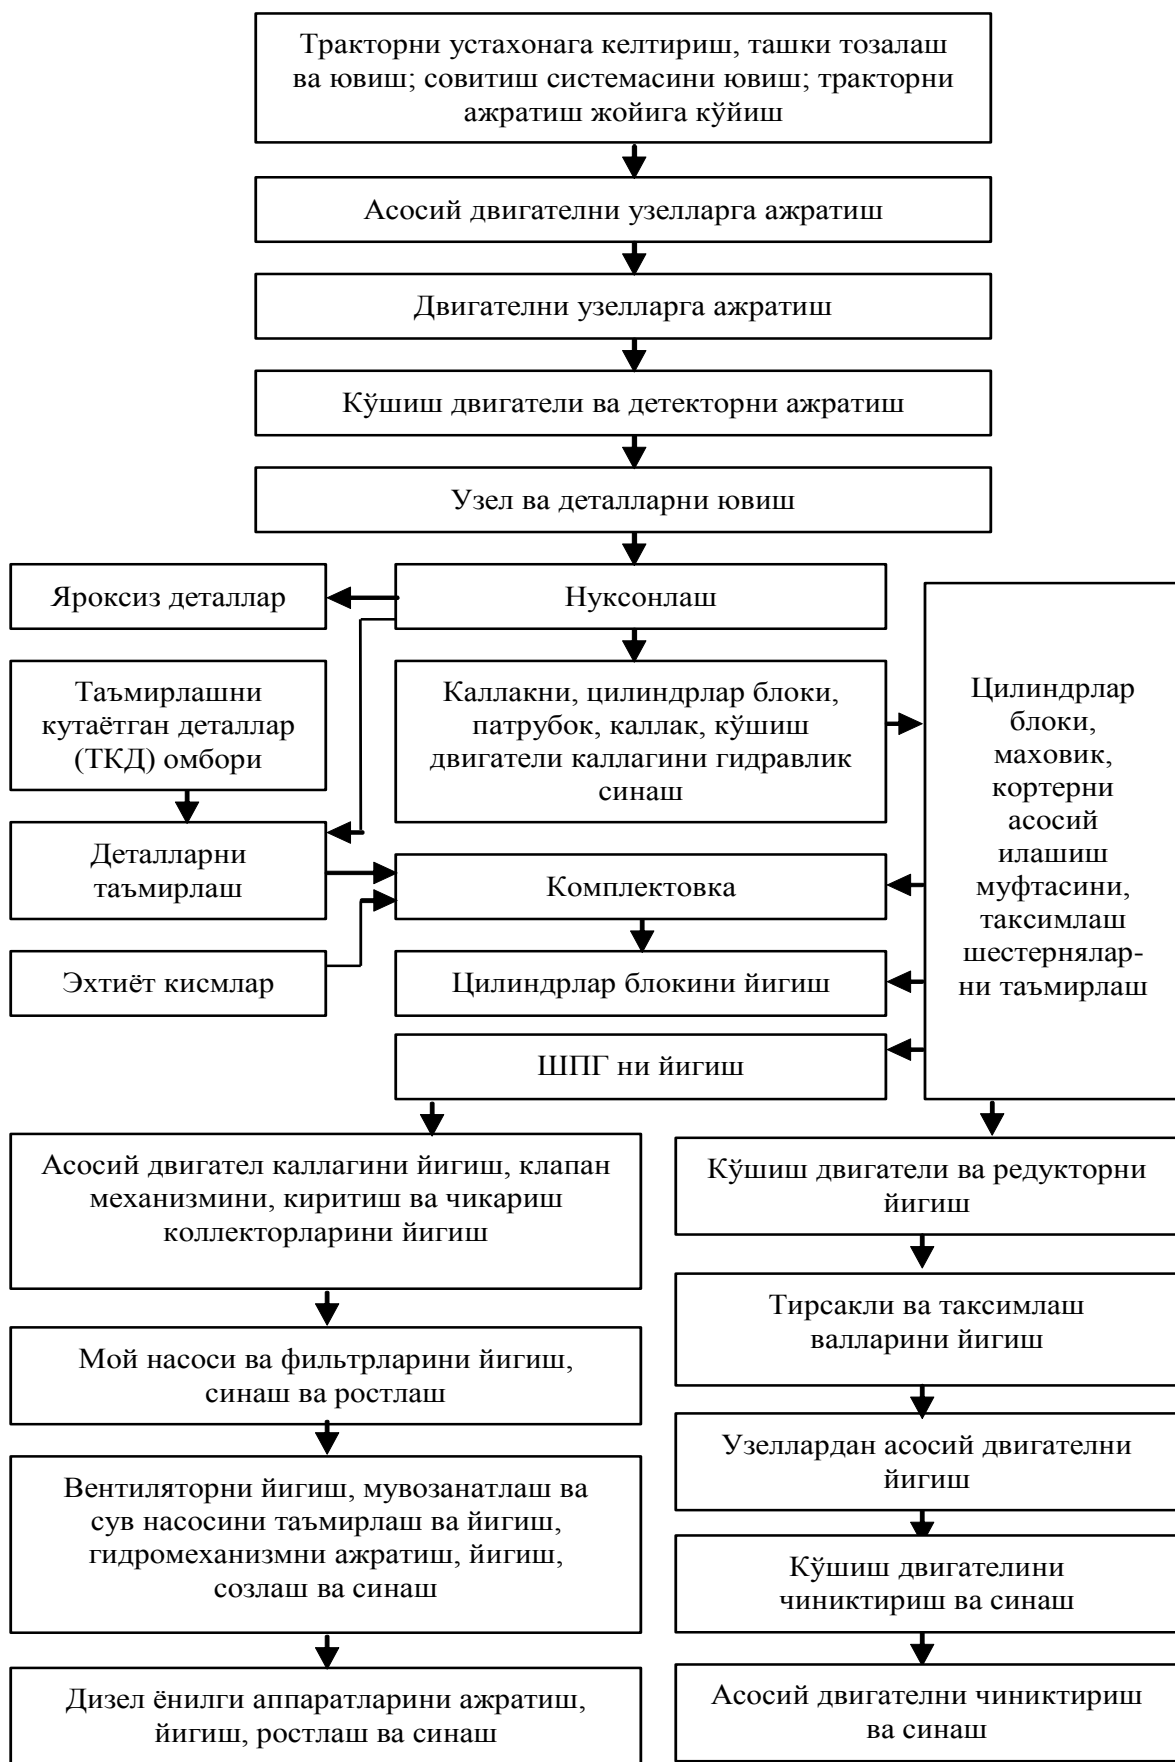 Тракторни устахонага келтириш, ташки тозалаш
ва ювиш; совитиш системасини ювиш; тракторни
ажратиш жойига кўйиш
Асосий двигателни узелларга ажратиш
Двигателни узелларга ажратиш
Кўшиш двигатели ва детекторни ажратиш
Узел ва деталларни ювиш
Яроксиз деталлар
Нуксонлаш
Таъмирлашни
кутаётган деталлар
(ТКД) омбори
Каллакни, цилиндрлар блоки,
патрубок, каллак, кўшиш
двигатели каллагини гидравлик
синаш
Цилиндрлар
блоки,
маховик,
кортерни
асосий
илашиш
муфтасини,
таксимлаш
шестернялар-
ни таъмирлаш
Деталларни
таъмирлаш
Комплектовка
Эхтиёт кисмлар
Цилиндрлар блокини йигиш
ШПГ ни йигиш
Асосий двигател каллагини йигиш, клапан
механизмини, киритиш ва чикариш
коллекторларини йигиш
Мой насоси ва фильтрларини йигиш,
синаш ва ростлаш
Вентиляторни йигиш, мувозанатлаш ва
сув насосини таъмирлаш ва йигиш,
гидромеханизмни ажратиш, йигиш,
созлаш ва синаш
Дизел ёнилги аппаратларини ажратиш,
йигиш, ростлаш ва синаш
Кўшиш двигатели ва редукторни
йигиш
Тирсакли ва таксимлаш
валларини йигиш
Узеллардан асосий двигателни
йигиш
Кўшиш двигателини
чиниктириш ва синаш
Асосий двигателни чиниктириш
ва синаш